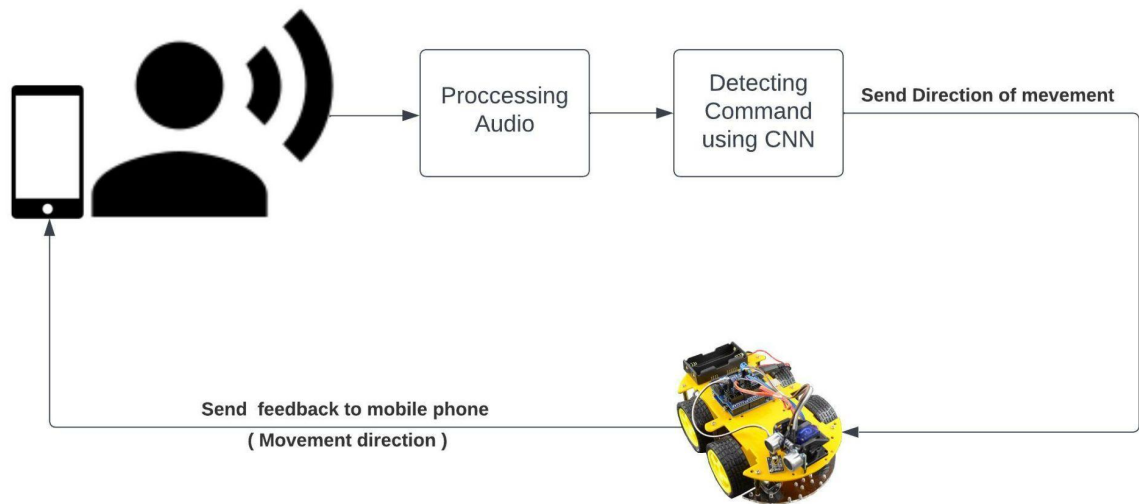 Proccessing
Audio
Detecting
Command
using CNN
Send Direction of mevement
Send feedback to mobile phone
( Movement direction )